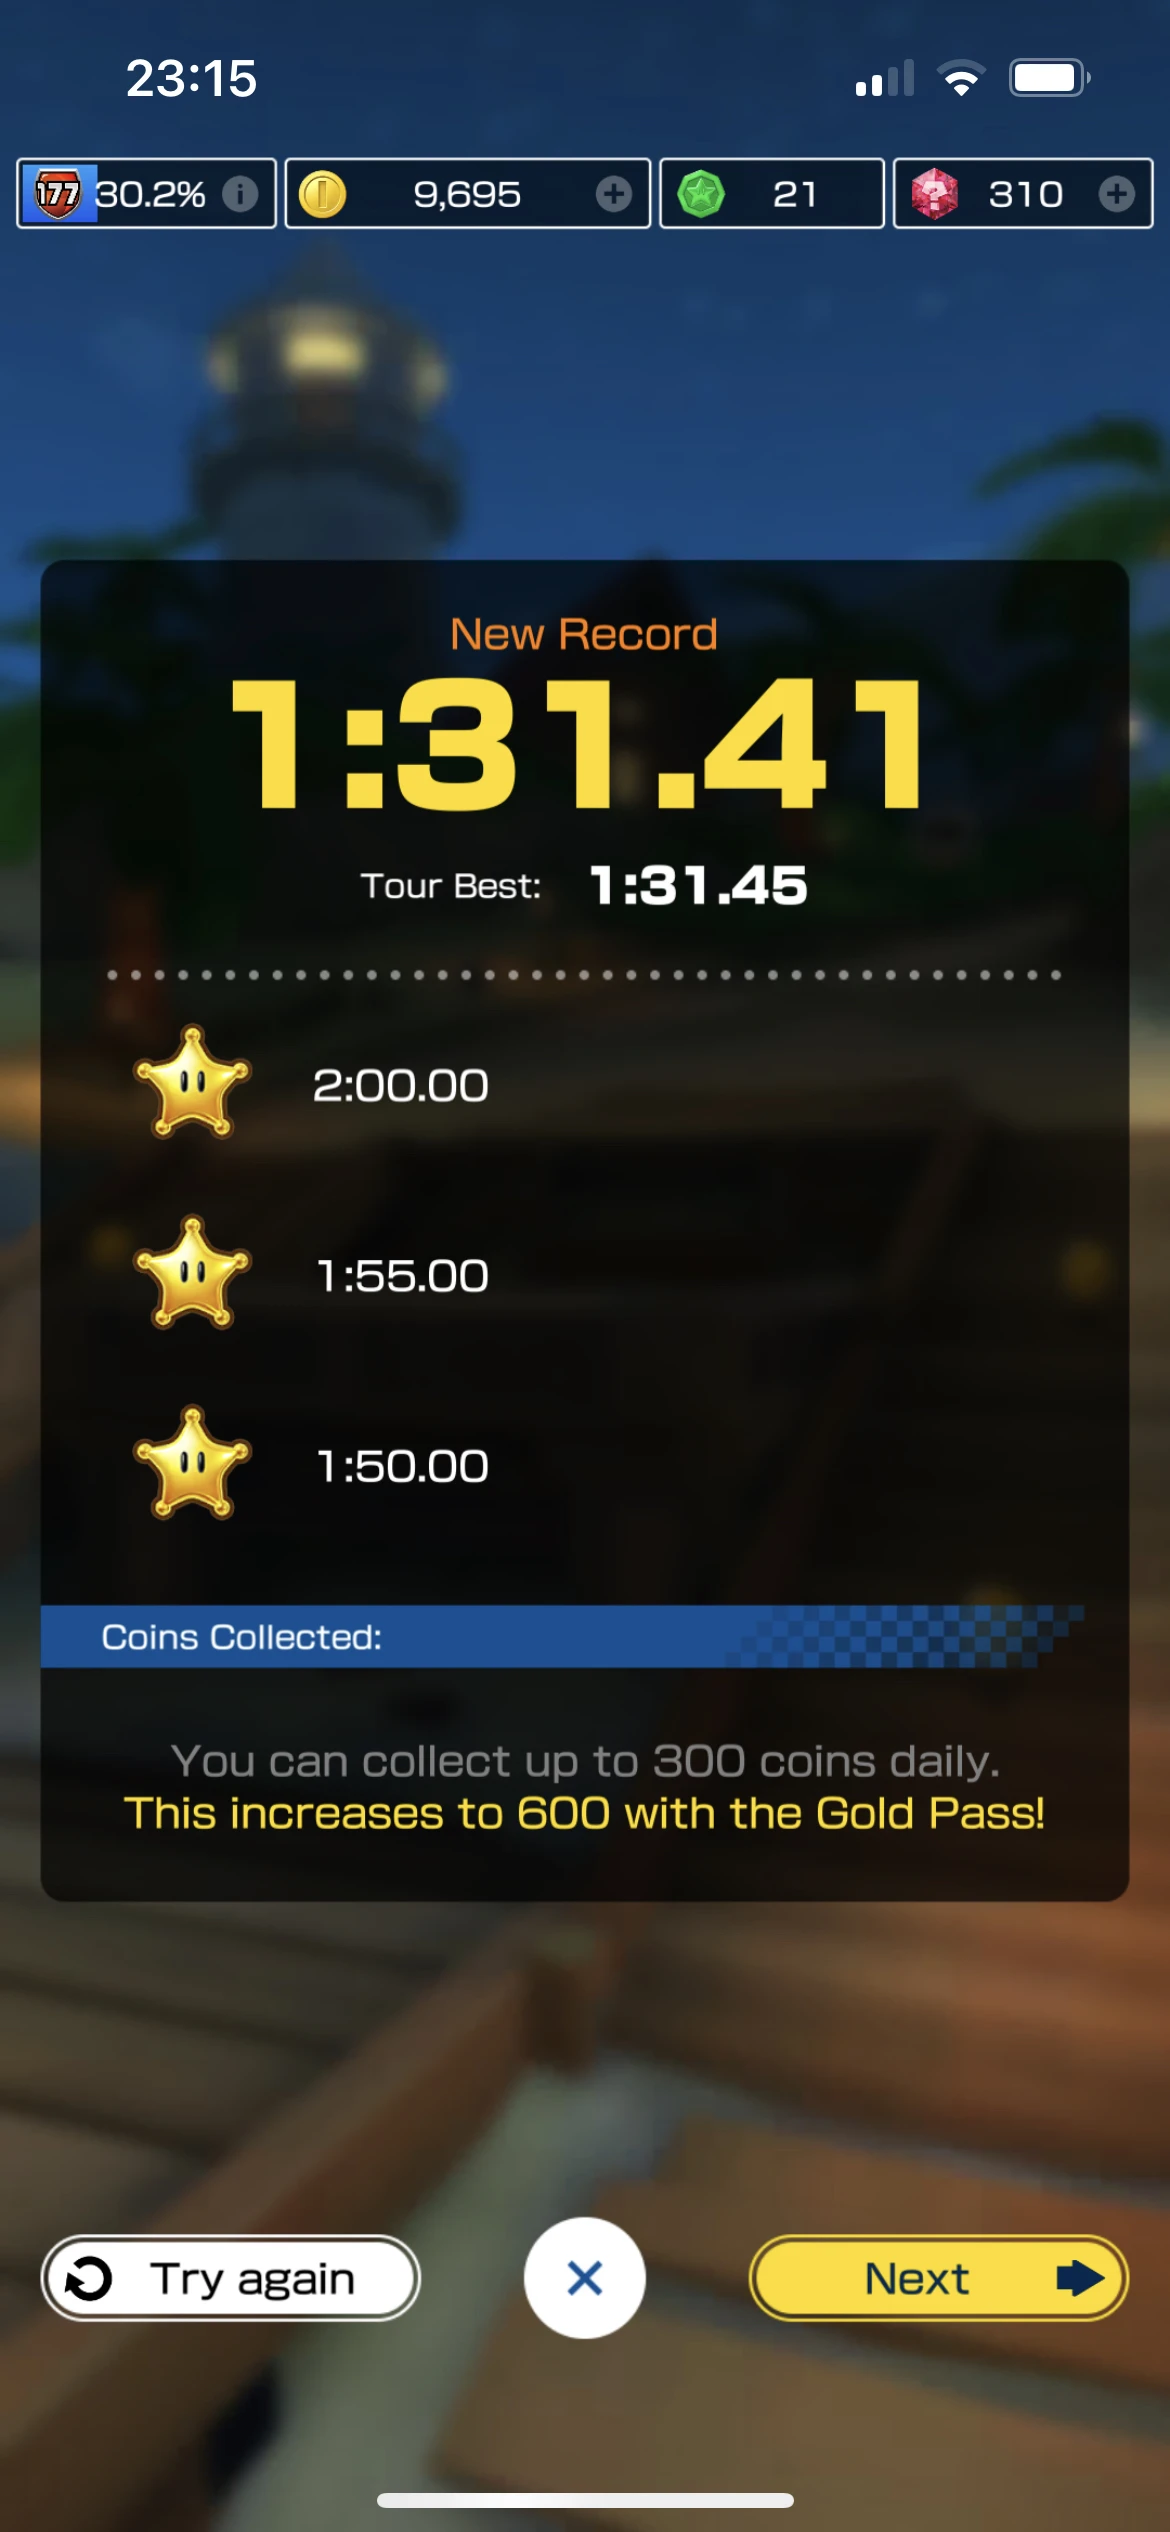 23:15
177 30.2% i 9,695 + 21 310 +
New Record
1:31.41
Tour Best: 1:31.45
2:00.00
1:55.00
1:50.00
Coins Collected:
You can collect up to 300 coins daily.
This increases to 600 with the Gold Pass!
Try again × Next